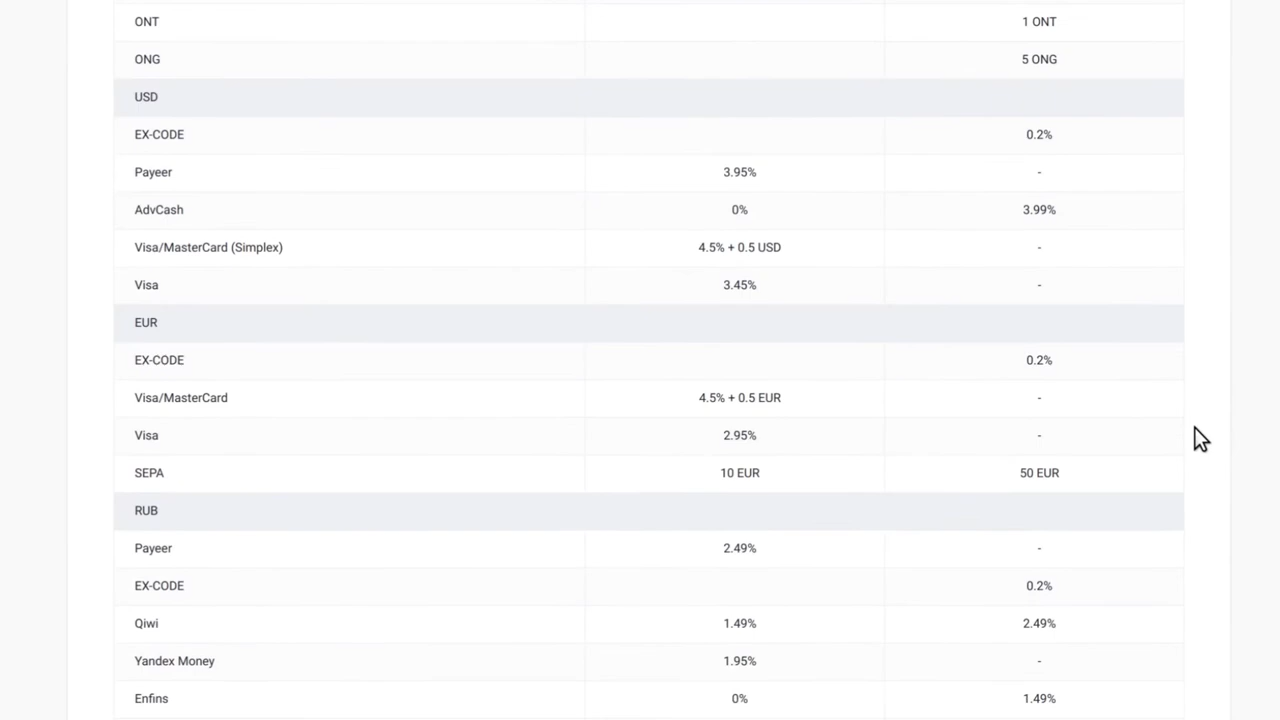 ONT 1 ONT
ONG 5 ONG
USD
EX-CODE 0.2%
Payeer 3.95% -
AdvCash 0% 3.99%
Visa/MasterCard (Simplex) 4.5% + 0.5 USD -
Visa 3.45% -
EUR
EX-CODE 0.2%
Visa/MasterCard 4.5% + 0.5 EUR -
Visa 2.95% -
SEPA 10 EUR 50 EUR
RUB
Payeer 2.49% -
EX-CODE 0.2%
Qiwi 1.49% 2.49%
Yandex Money 1.95% -
Enfins 0% 1.49%